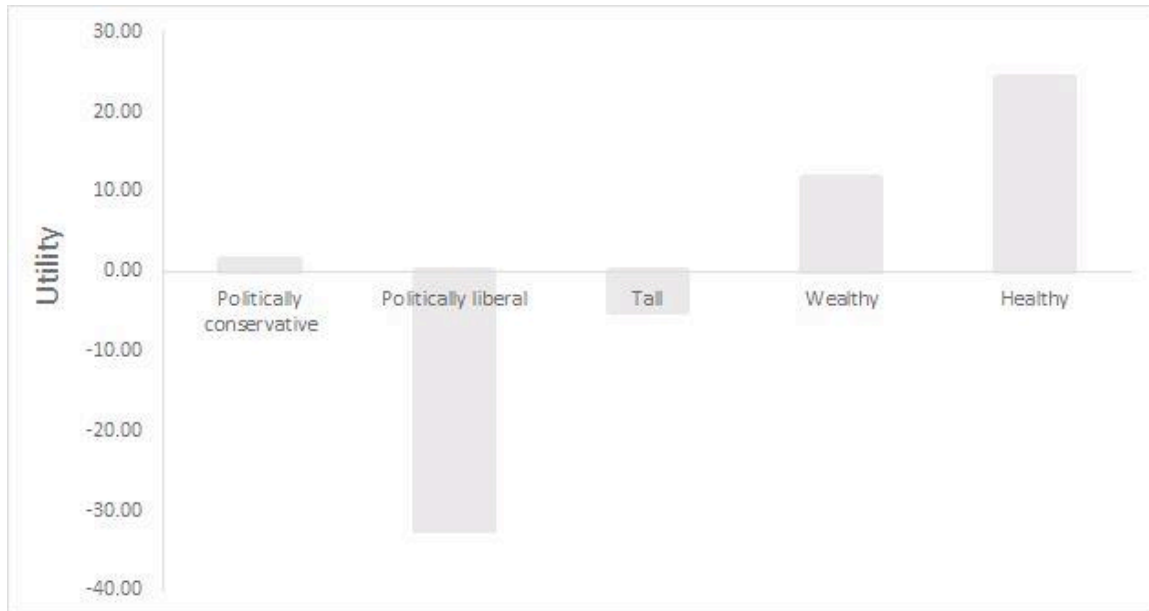 30.00
20.00
10.00
0.00
-10.00
-20.00
-30.00
-40.00
Utility
Politically
conservative
Politically liberal
Tall
Wealthy
Healthy